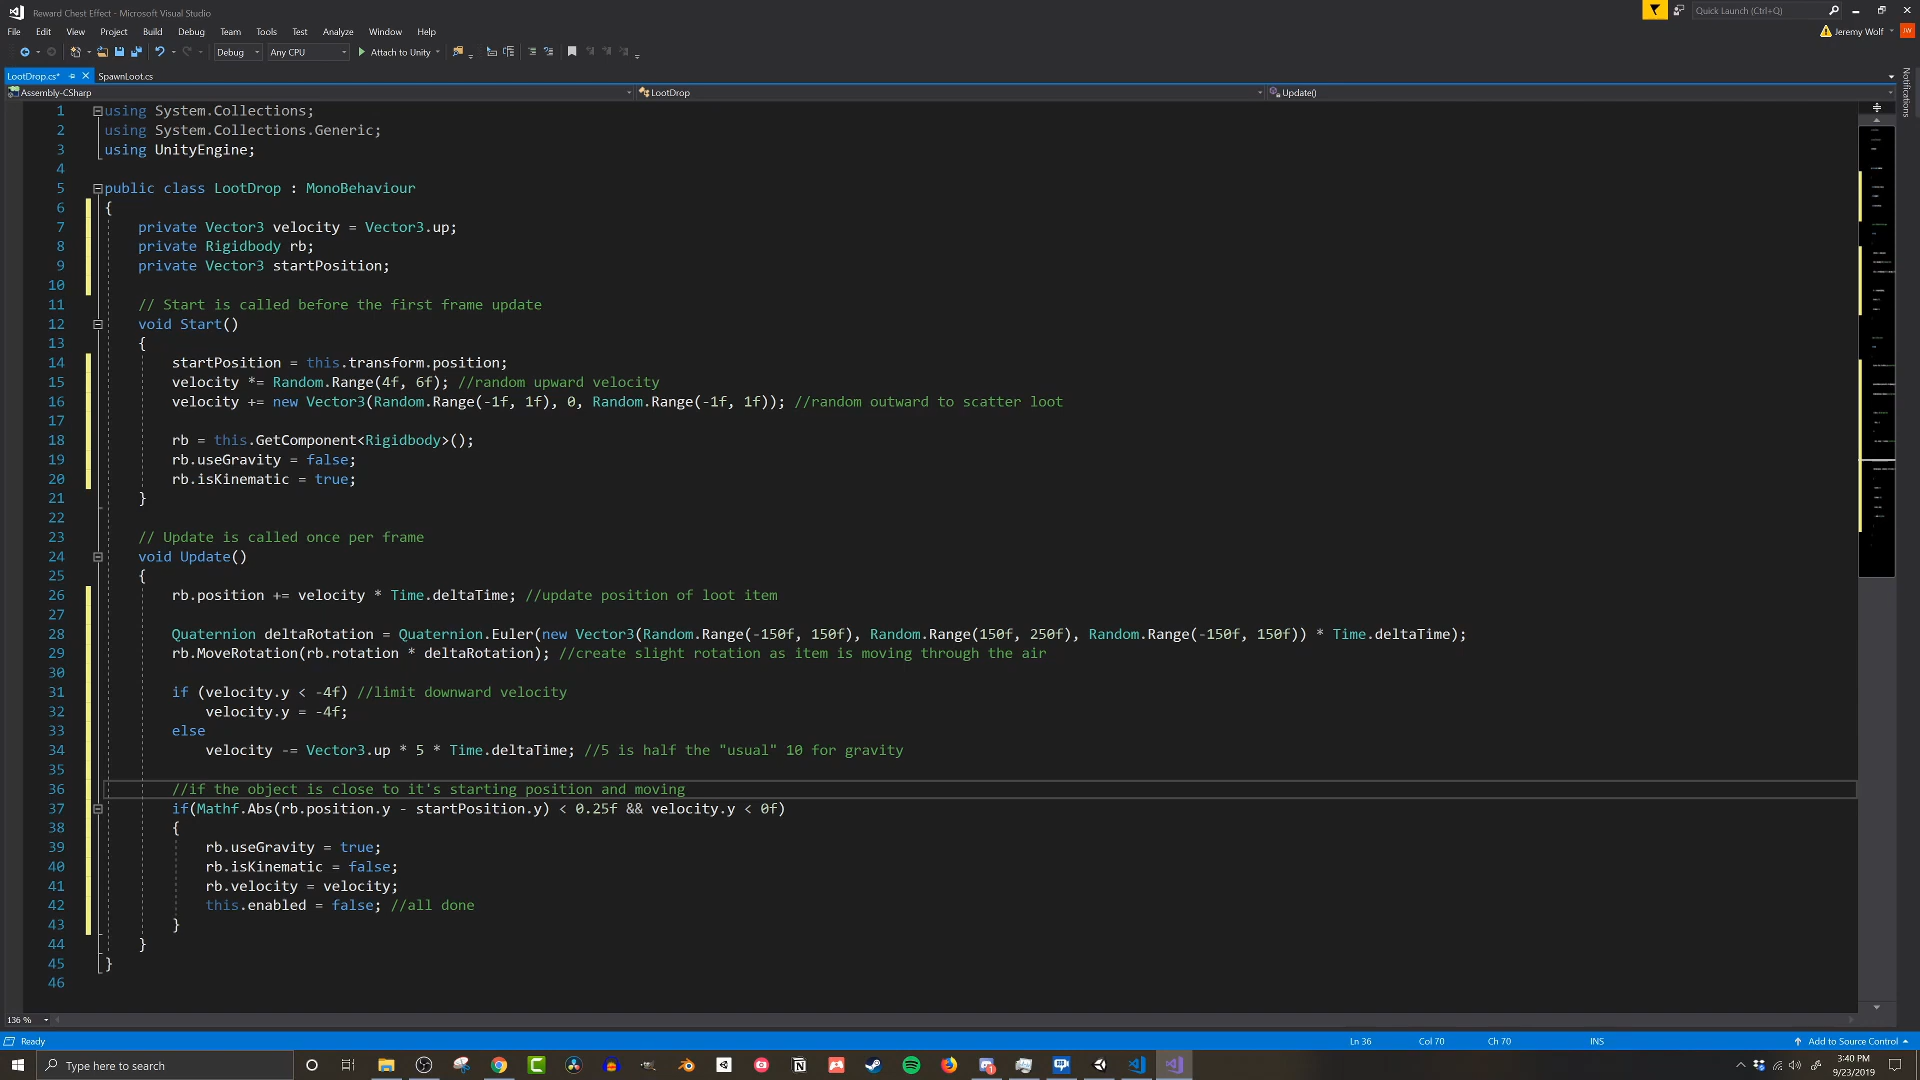 Reward Chest Effect - Microsoft Visual Studio
Quick Launch (Ctrl+Q)
File Edit View Project Build Debug Team Tools Test Analyze Window Help
Jeremy Wolf JW
Debug Any CPU Attach to Unity
LootDrop.cs* SpawnLoot.cs
Notifications
Assembly-CSharp LootDrop Update()
1 using System.Collections;
2 using System.Collections.Generic;
3 using UnityEngine;
4
5 public class LootDrop : MonoBehaviour
6 {
7 private Vector3 velocity = Vector3.up;
8 private Rigidbody rb;
9 private Vector3 startPosition;
10
11 // Start is called before the first frame update
12 void Start()
13 {
14 startPosition = this.transform.position;
15 velocity *= Random.Range(4f, 6f); //random upward velocity
16 velocity += new Vector3(Random.Range(-1f, 1f), 0, Random.Range(-1f, 1f)); //random outward to scatter loot
17
18 rb = this.GetComponent<Rigidbody>();
19 rb.useGravity = false;
20 rb.isKinematic = true;
21 }
22
23 // Update is called once per frame
24 void Update()
25 {
26 rb.position += velocity * Time.deltaTime; //update position of loot item
27
28 Quaternion deltaRotation = Quaternion.Euler(new Vector3(Random.Range(-150f, 150f), Random.Range(150f, 250f), Random.Range(-150f, 150f)) * Time.deltaTime);
29 rb.MoveRotation(rb.rotation * deltaRotation); //create slight rotation as item is moving through the air
30
31 if (velocity.y < -4f) //limit downward velocity
32 velocity.y = -4f;
33 else
34 velocity -= Vector3.up * 5 * Time.deltaTime; //5 is half the "usual" 10 for gravity
35
36 //if the object is close to it's starting position and moving
37 if(Mathf.Abs(rb.position.y - startPosition.y) < 0.25f && velocity.y < 0f)
38 {
39 rb.useGravity = true;
40 rb.isKinematic = false;
41 rb.velocity = velocity;
42 this.enabled = false; //all done
43 }
44 }
45 }
46
136 %
Ready Ln 36 Col 70 Ch 70 INS Add to Source Control
Type here to search
3:40 PM
9/23/2019